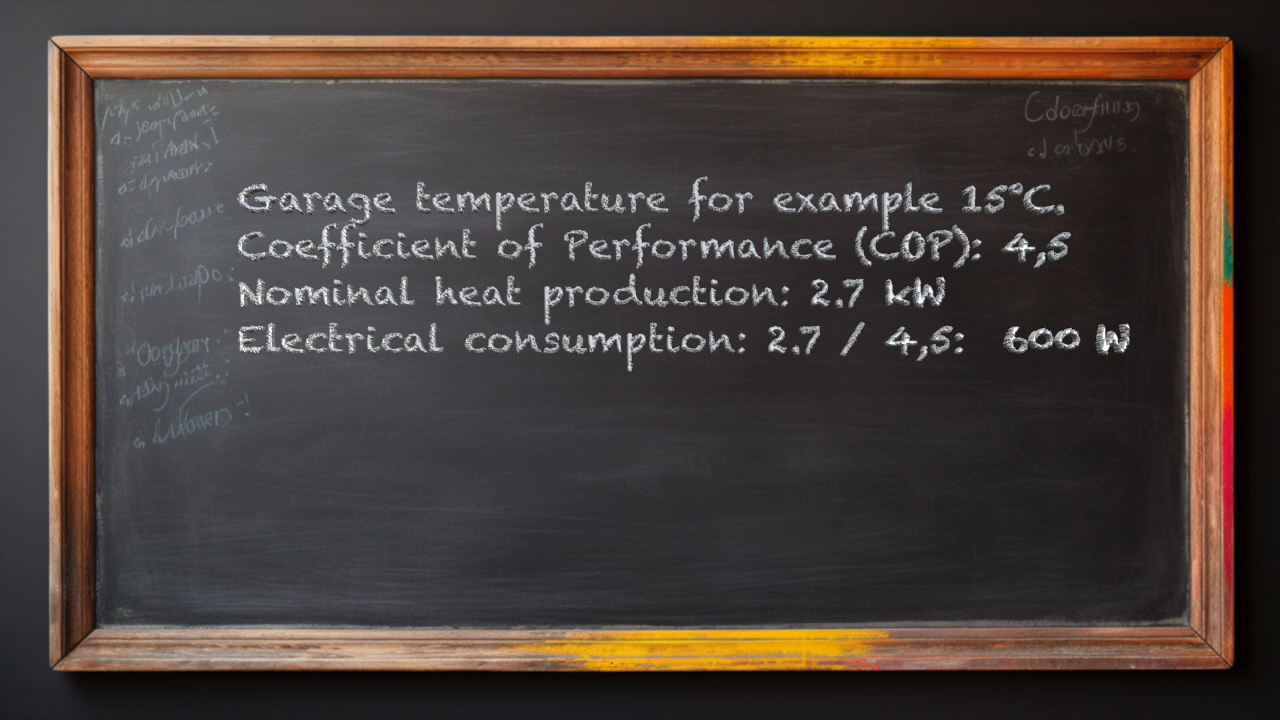 Garage temperature for example 15°C.
Coefficient of Performance (COP): 4,5
Nominal heat production: 2.7 kW
Electrical consumption: 2.7 / 4,5: 600 W